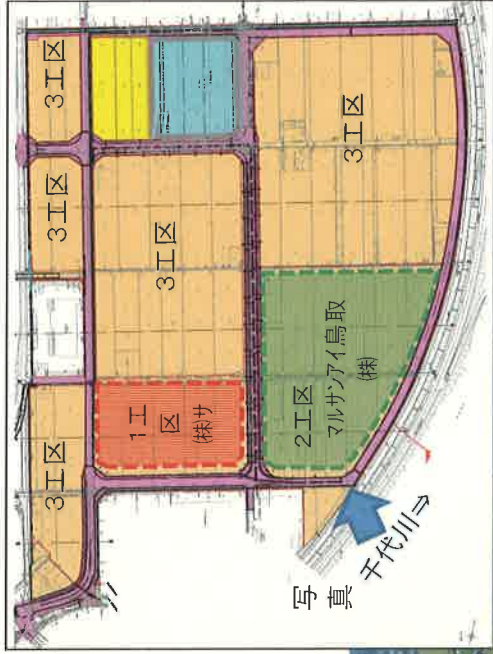 3工区
3工区
3工区
3工区
1工
区
(株)サ
3工区
2工区
マルサンアイ鳥取
(株)
写
真
千代川⇒